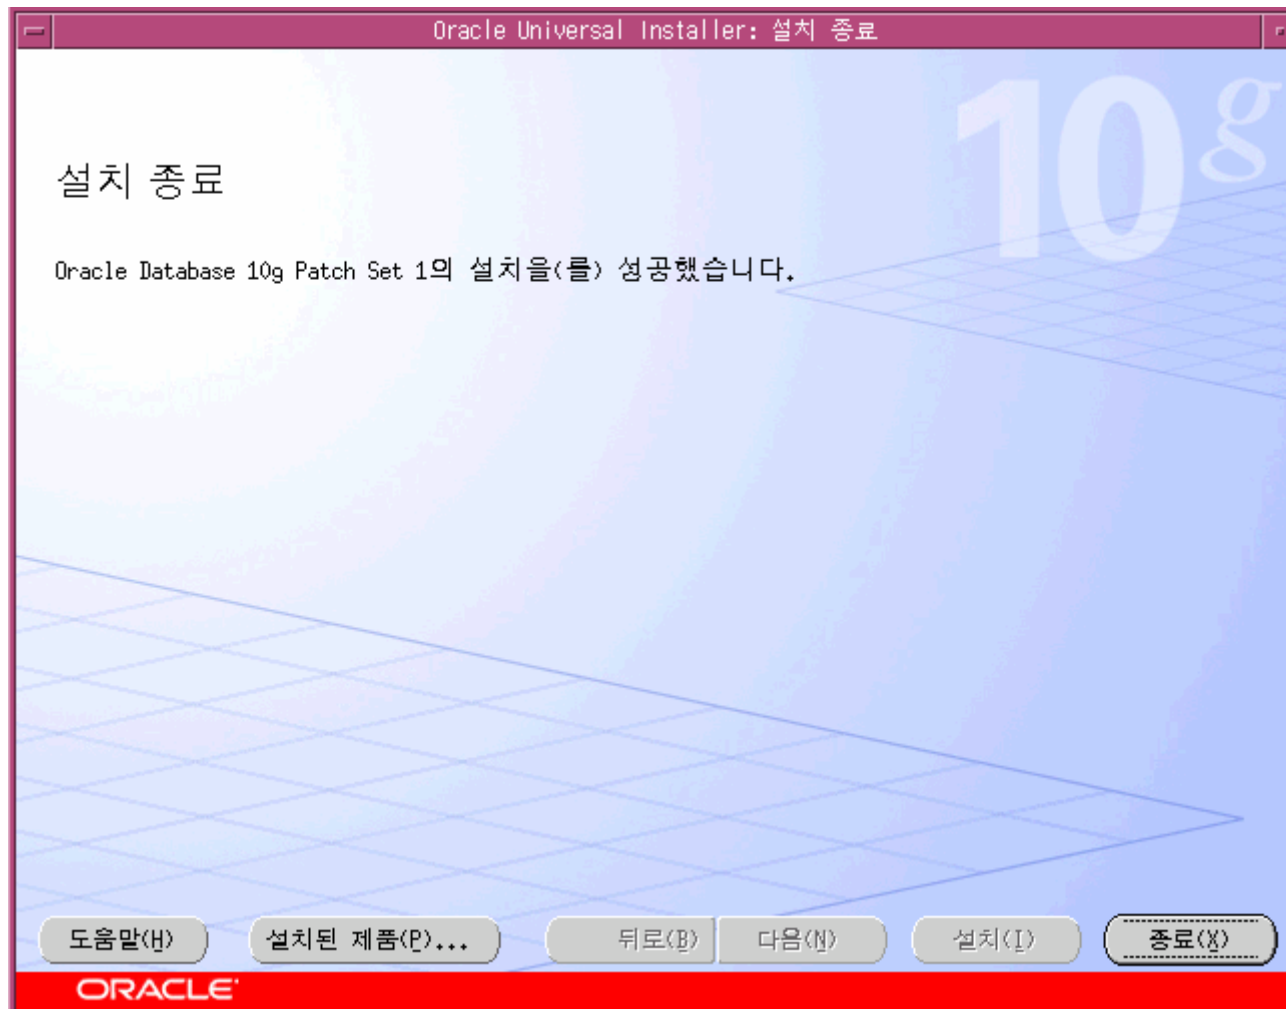 Oracle Universal Installer: 설치 종료
10g
설치 종료
Oracle Database 10g Patch Set 1의 설치을(를) 성공했습니다.
도움말(H) 설치된 제품(P)... 뒤로(B) 다음(N) 설치(I) 종료(X)
ORACLE